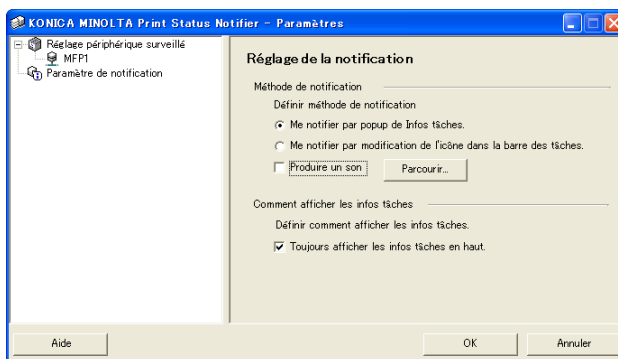 KONICA MINOLTA Print Status Notifier - Paramètres
Réglage périphérique surveillé
MFP1
Paramètre de notification
Réglage de la notification
Méthode de notification
Définir méthode de notification
Me notifier par popup de Infos tâches.
Me notifier par modification de l'icône dans la barre des tâches.
Produire un son
Parcourir...
Comment afficher les infos tâches
Définir comment afficher les infos tâches.
Toujours afficher les infos tâches en haut.
Aide
OK
Annuler